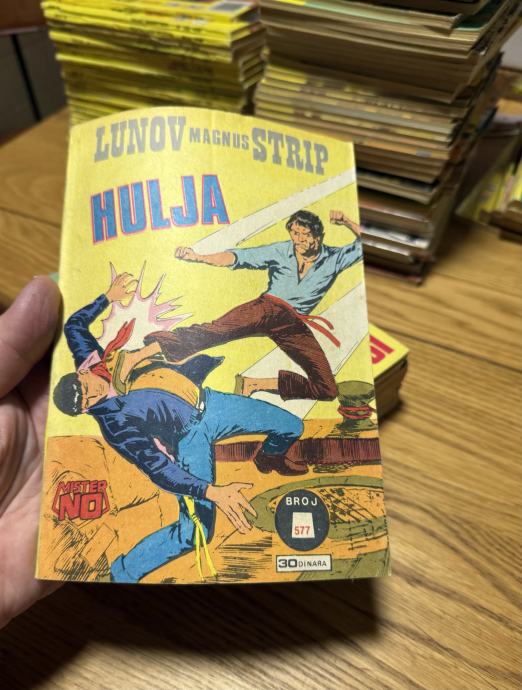 LUNOV MAGNUS STRIP
HULJA
MISTER
NO
BROJ
577
30 DINARA